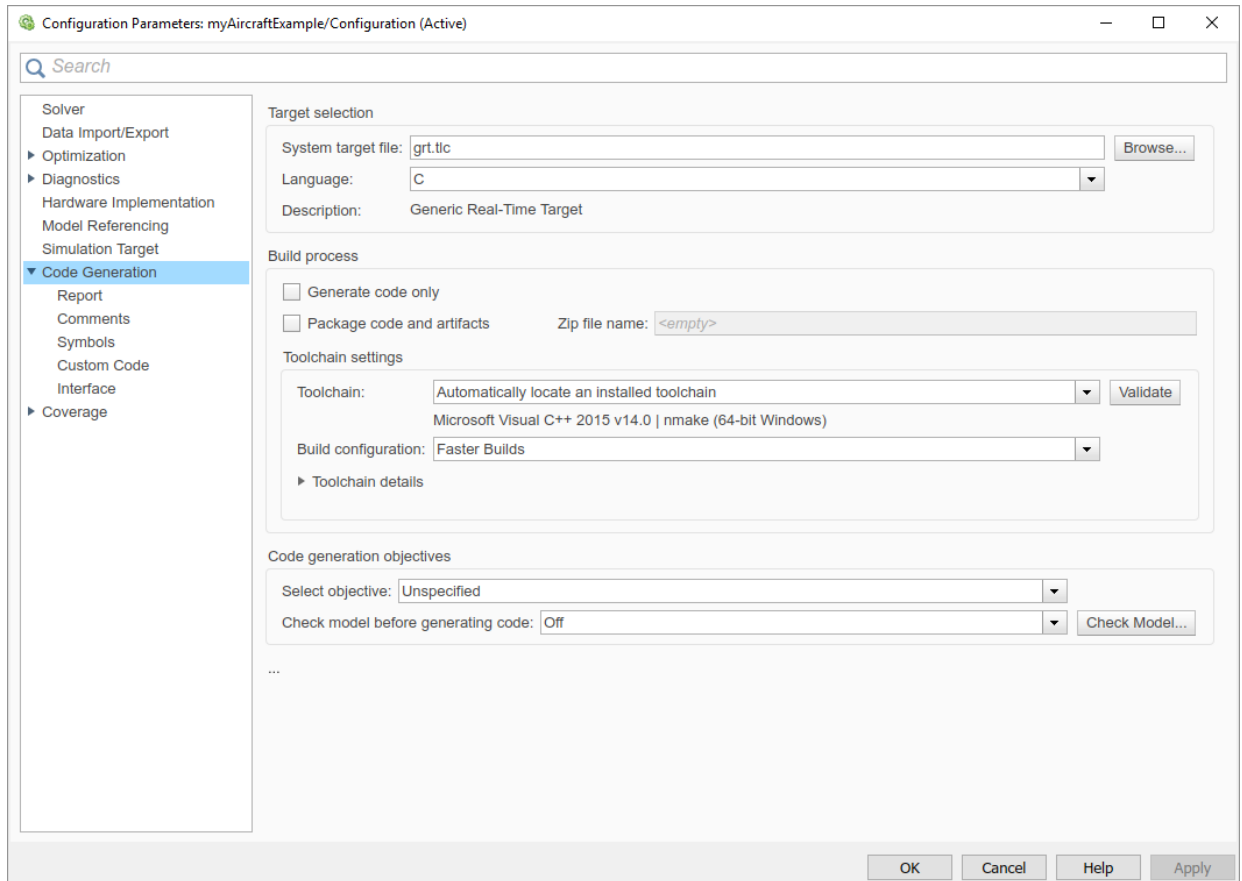 Configuration Parameters: myAircraftExample/Configuration (Active)
Search
Solver
Data Import/Export
Optimization
Diagnostics
Hardware Implementation
Model Referencing
Simulation Target
Code Generation
Report
Comments
Symbols
Custom Code
Interface
Coverage
Target selection
System target file: grt.tlc Browse...
Language: C
Description: Generic Real-Time Target
Build process
Generate code only
Package code and artifacts Zip file name: <empty>
Toolchain settings
Toolchain: Automatically locate an installed toolchain Validate
Microsoft Visual C++ 2015 v14.0 | nmake (64-bit Windows)
Build configuration: Faster Builds
Toolchain details
Code generation objectives
Select objective: Unspecified
Check model before generating code: Off Check Model...
...
OK Cancel Help Apply